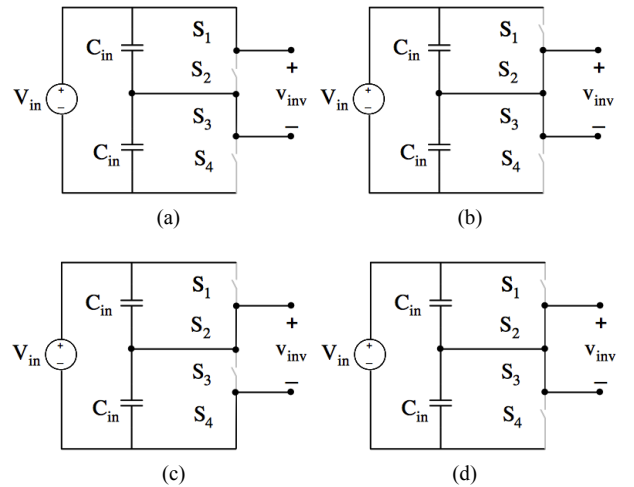 C_in S_1
S_2 +
V_in + − v_inv
S_3 −
C_in S_4
(a)
C_in S_1
S_2 +
V_in + − v_inv
S_3 −
C_in S_4
(b)
C_in S_1
S_2 +
V_in + − v_inv
S_3 −
C_in S_4
(c)
C_in S_1
S_2 +
V_in + − v_inv
S_3 −
C_in S_4
(d)